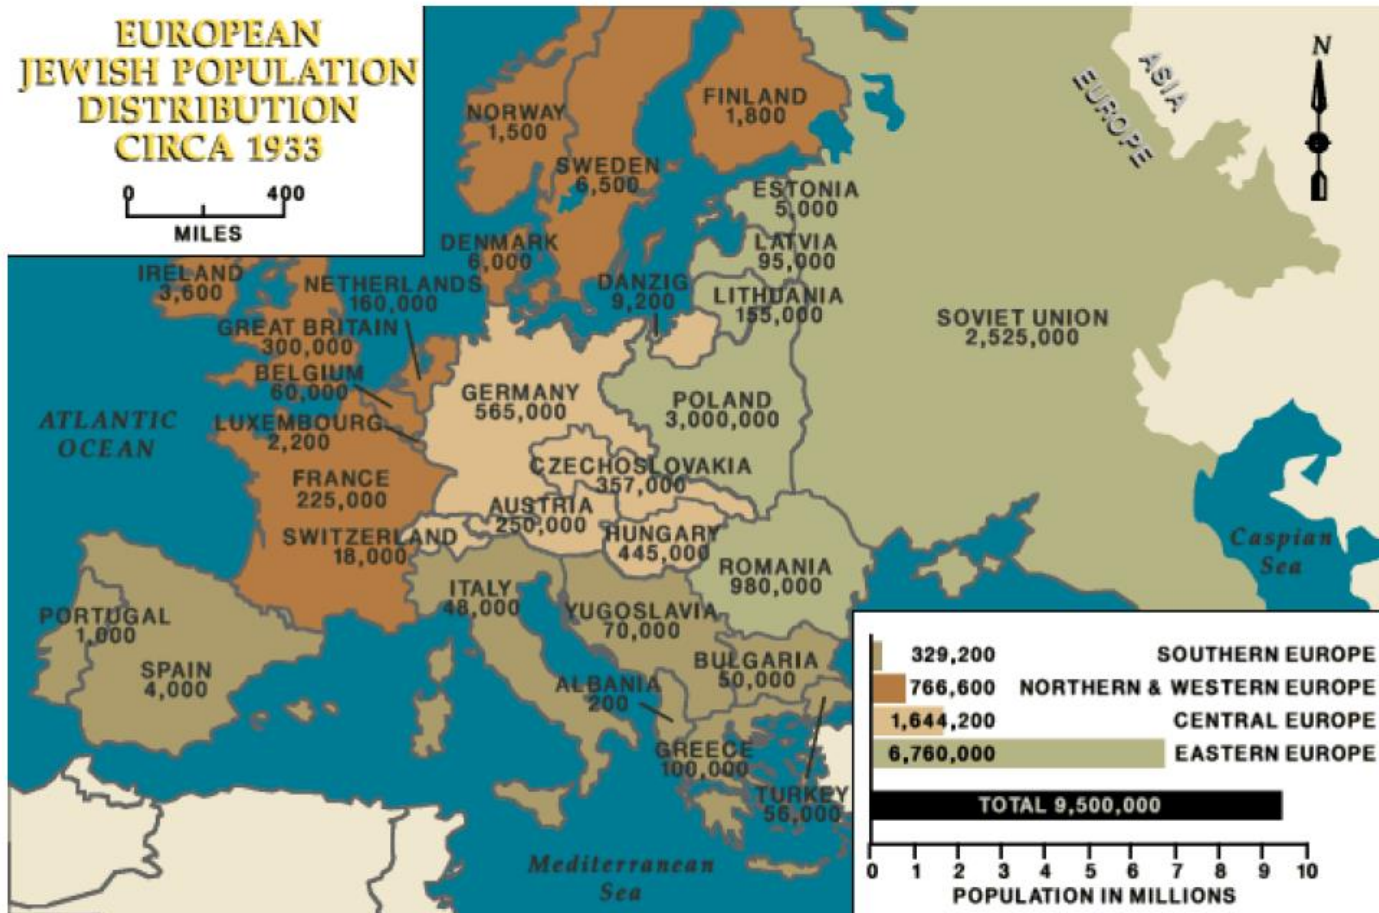 EUROPEAN
JEWISH POPULATION
DISTRIBUTION
CIRCA 1933
0 400
MILES
N
ASIA
EUROPE
NORWAY
1,500
FINLAND
1,800
SWEDEN
6,500
ESTONIA
5,000
LATVIA
95,000
LITHUANIA
155,000
DENMARK
6,000
DANZIG
9,200
IRELAND
3,600
NETHERLANDS
160,000
GREAT BRITAIN
300,000
BELGIUM
60,000
LUXEMBOURG
2,200
SOVIET UNION
2,525,000
GERMANY
565,000
POLAND
3,000,000
ATLANTIC
OCEAN
FRANCE
225,000
CZECHOSLOVAKIA
357,000
AUSTRIA
250,000
SWITZERLAND
18,000
HUNGARY
445,000
ROMANIA
980,000
Caspian
Sea
ITALY
48,000
YUGOSLAVIA
70,000
PORTUGAL
1,000
SPAIN
4,000
BULGARIA
50,000
ALBANIA
200
GREECE
100,000
TURKEY
56,000
Mediterranean
Sea
329,200 SOUTHERN EUROPE
766,600 NORTHERN & WESTERN EUROPE
1,644,200 CENTRAL EUROPE
6,760,000 EASTERN EUROPE
TOTAL 9,500,000
0 1 2 3 4 5 6 7 8 9 10
POPULATION IN MILLIONS